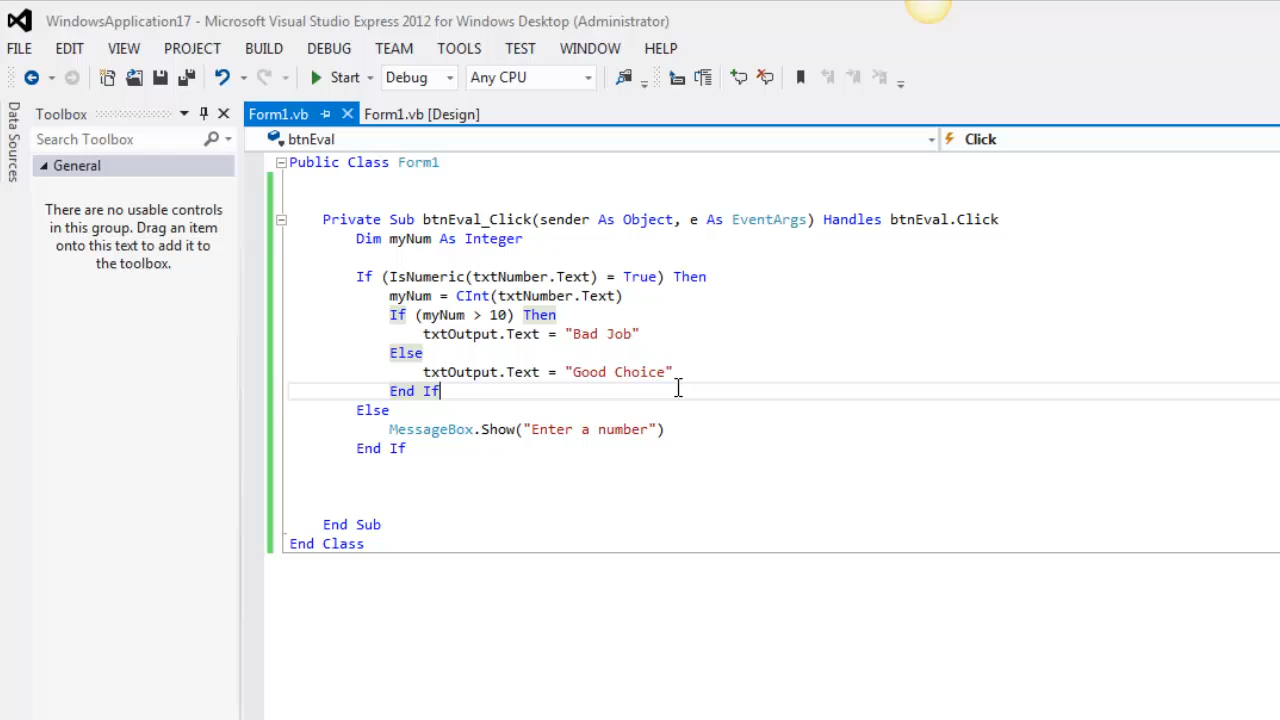 WindowsApplication17 - Microsoft Visual Studio Express 2012 for Windows Desktop (Administrator)
FILE EDIT VIEW PROJECT BUILD DEBUG TEAM TOOLS TEST WINDOW HELP
Start Debug Any CPU
Data Sources
Toolbox
Search Toolbox
General
There are no usable controls
in this group. Drag an item
onto this text to add it to
the toolbox.
Form1.vb Form1.vb [Design]
btnEval Click
Public Class Form1
Private Sub btnEval_Click(sender As Object, e As EventArgs) Handles btnEval.Click
Dim myNum As Integer
If (IsNumeric(txtNumber.Text) = True) Then
myNum = CInt(txtNumber.Text)
If (myNum > 10) Then
txtOutput.Text = "Bad Job"
Else
txtOutput.Text = "Good Choice"
End If
Else
MessageBox.Show("Enter a number")
End If
End Sub
End Class